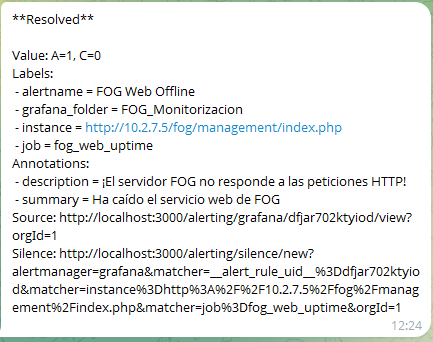 **Resolved**
Value: A=1, C=0
Labels:
- alertname = FOG Web Offline
- grafana_folder = FOG_Monitorizacion
- instance = http://10.2.7.5/fog/management/index.php
- job = fog_web_uptime
Annotations:
- description = ¡El servidor FOG no responde a las peticiones HTTP!
- summary = Ha caído el servicio web de FOG
Source: http://localhost:3000/alerting/grafana/dfjar702ktyiod/view?
orgId=1
Silence: http://localhost:3000/alerting/silence/new?
alertmanager=grafana&matcher=__alert_rule_uid__%3Ddfjar702ktyio
d&matcher=instance%3Dhttp%3A%2F%2F10.2.7.5%2Ffog%2Fmanag
ement%2Findex.php&matcher=job%3Dfog_web_uptime&orgId=1
12:24